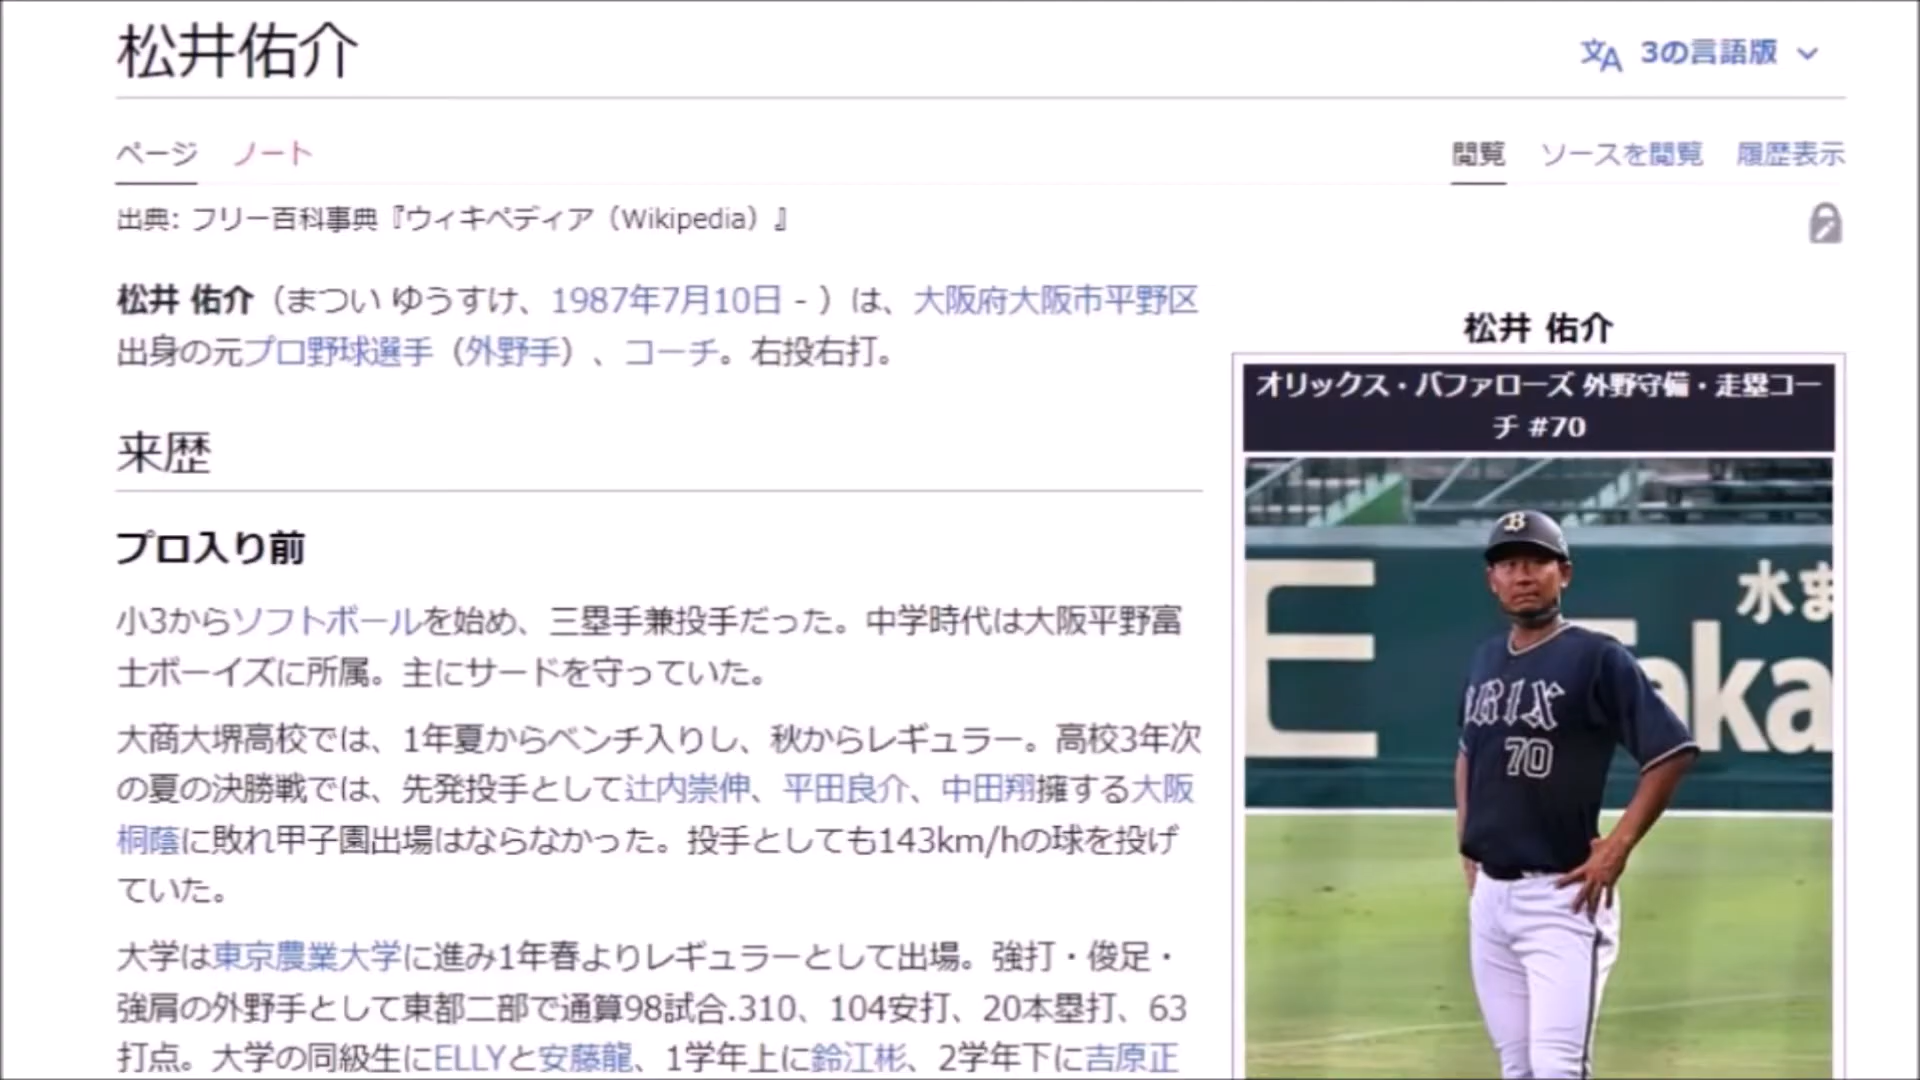 松井佑介
3の言語版
ページ ノート
閲覧 ソースを閲覧 履歴表示
出典: フリー百科事典『ウィキペディア（Wikipedia）』
松井 佑介（まつい ゆうすけ、1987年7月10日 - ）は、大阪府大阪市平野区
出身の元プロ野球選手（外野手）、コーチ。右投右打。
来歴
プロ入り前
小3からソフトボールを始め、三塁手兼投手だった。中学時代は大阪平野富
士ボーイズに所属。主にサードを守っていた。
大商大堺高校では、1年夏からベンチ入りし、秋からレギュラー。高校3年次
の夏の決勝戦では、先発投手として辻内崇伸、平田良介、中田翔擁する大阪
桐蔭に敗れ甲子園出場はならなかった。投手としても143km/hの球を投げ
ていた。
大学は東京農業大学に進み1年春よりレギュラーとして出場。強打・俊足・
強肩の外野手として東都二部で通算98試合.310、104安打、20本塁打、63
打点。大学の同級生にELLYと安藤龍、1学年上に鈴江彬、2学年下に吉原正
松井 佑介
オリックス・バファローズ 外野守備・走塁コー
チ #70
B
E
水ま
Taka
ORIX
70